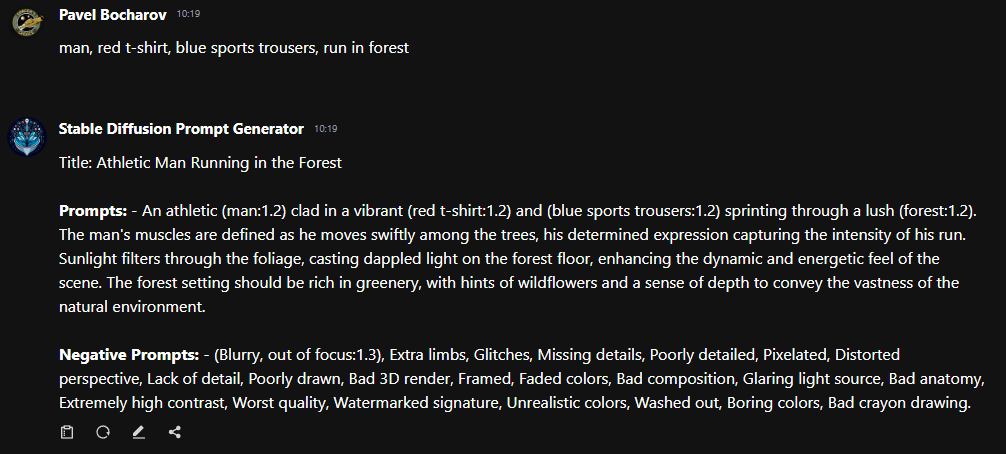 Pavel Bocharov 10:19
man, red t-shirt, blue sports trousers, run in forest
Stable Diffusion Prompt Generator 10:19
Title: Athletic Man Running in the Forest
Prompts: - An athletic (man:1.2) clad in a vibrant (red t-shirt:1.2) and (blue sports trousers:1.2) sprinting through a lush (forest:1.2).
The man's muscles are defined as he moves swiftly among the trees, his determined expression capturing the intensity of his run.
Sunlight filters through the foliage, casting dappled light on the forest floor, enhancing the dynamic and energetic feel of the
scene. The forest setting should be rich in greenery, with hints of wildflowers and a sense of depth to convey the vastness of the
natural environment.
Negative Prompts: - (Blurry, out of focus:1.3), Extra limbs, Glitches, Missing details, Poorly detailed, Pixelated, Distorted
perspective, Lack of detail, Poorly drawn, Bad 3D render, Framed, Faded colors, Bad composition, Glaring light source, Bad anatomy,
Extremely high contrast, Worst quality, Watermarked signature, Unrealistic colors, Washed out, Boring colors, Bad crayon drawing.